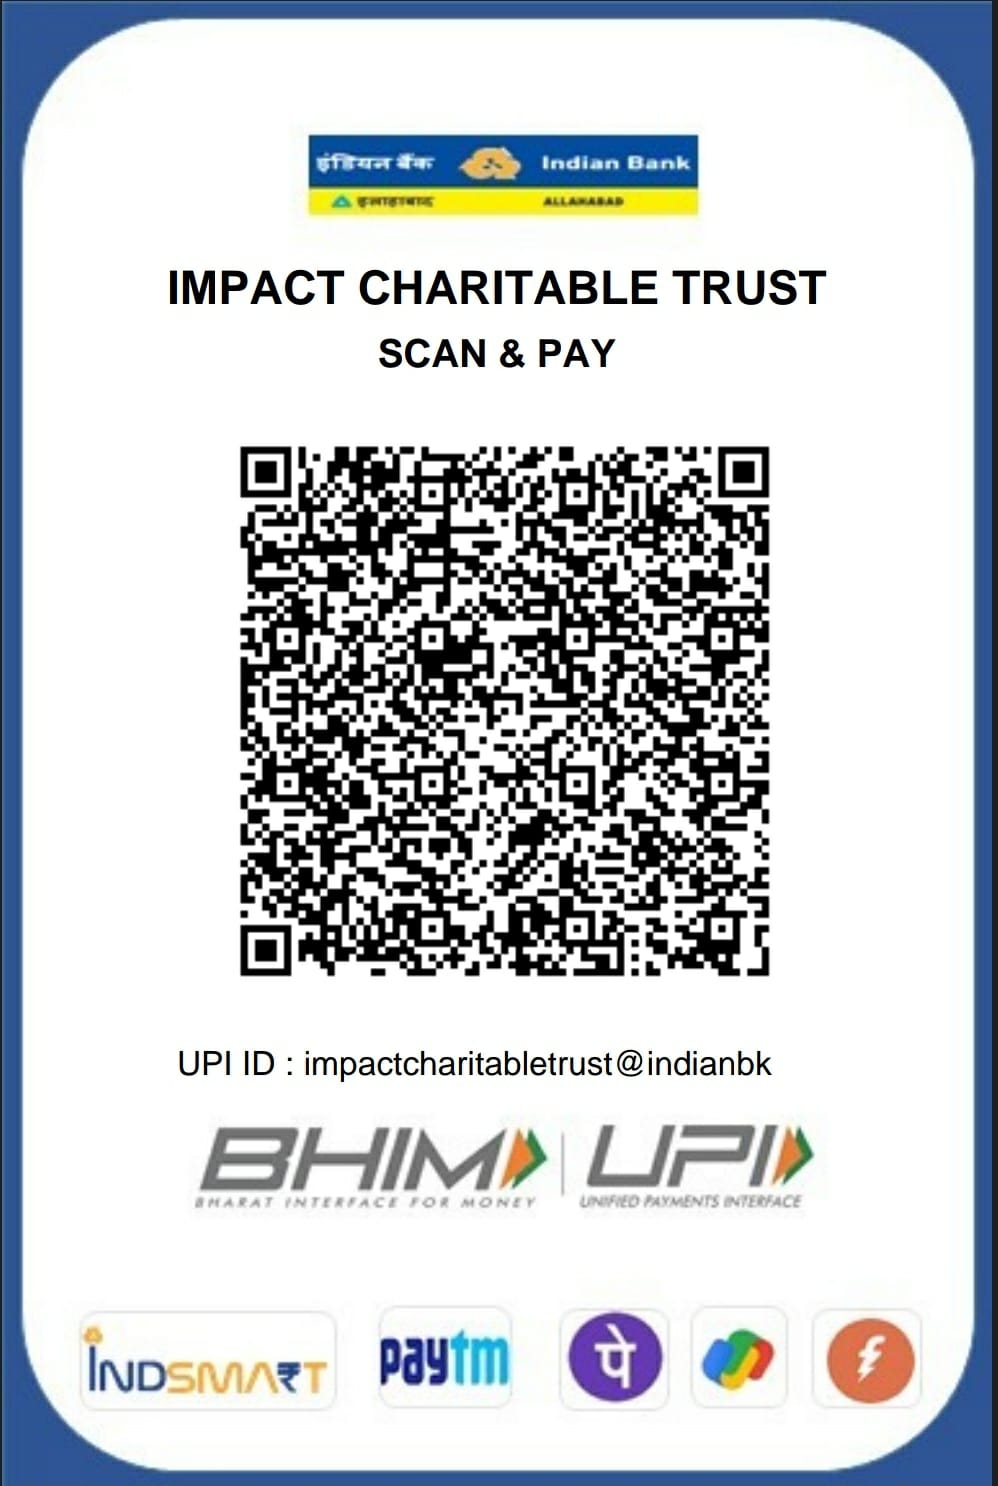 इंडियन बैंक Indian Bank
इलाहाबाद ALLAHABAD
IMPACT CHARITABLE TRUST
SCAN & PAY
UPI ID : impactcharitabletrust@indianbk
BHIM UPI
BHARAT INTERFACE FOR MONEY UNIFIED PAYMENTS INTERFACE
INDSMA₹T paytm पे